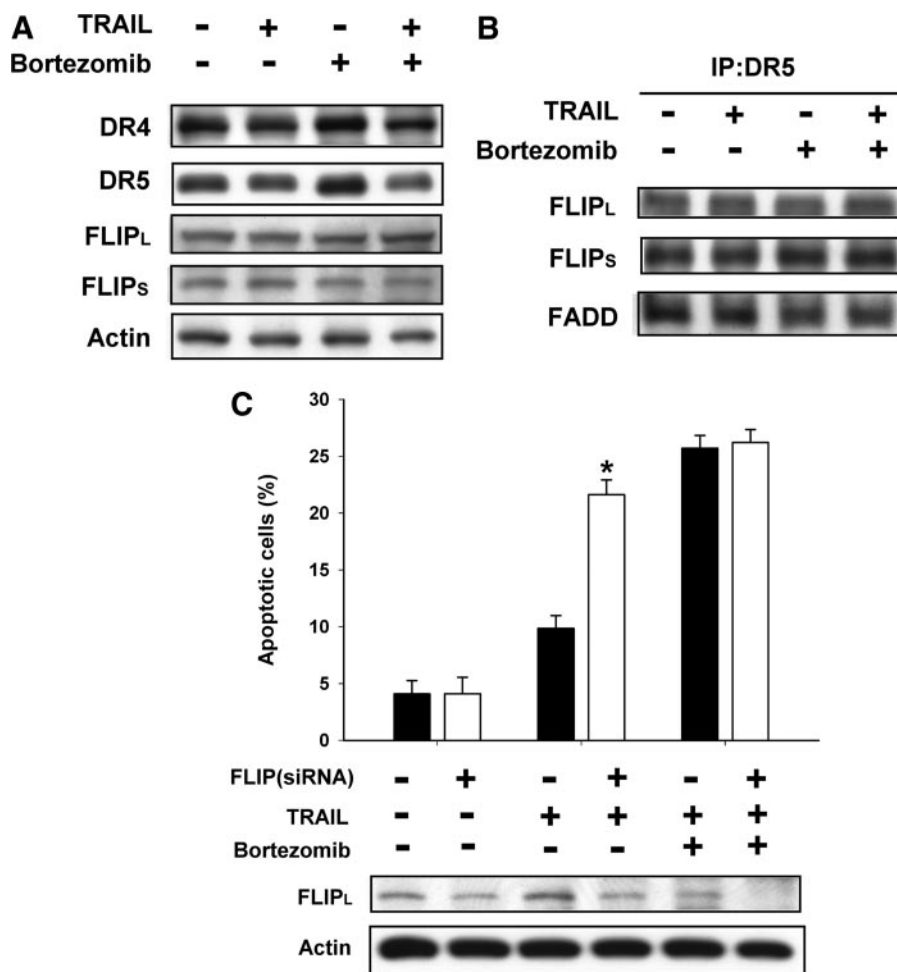 A
TRAIL - + - +
Bortezomib - - + +
DR4
DR5
FLIPL
FLIPS
Actin
B
IP:DR5
TRAIL - + - +
Bortezomib - - + +
FLIPL
FLIPS
FADD
C
Apoptotic cells (%)
30
25
20
15
10
5
0
*
FLIP(siRNA) - + - + - +
TRAIL - - + + + +
Bortezomib - - - - + +
FLIPL
Actin